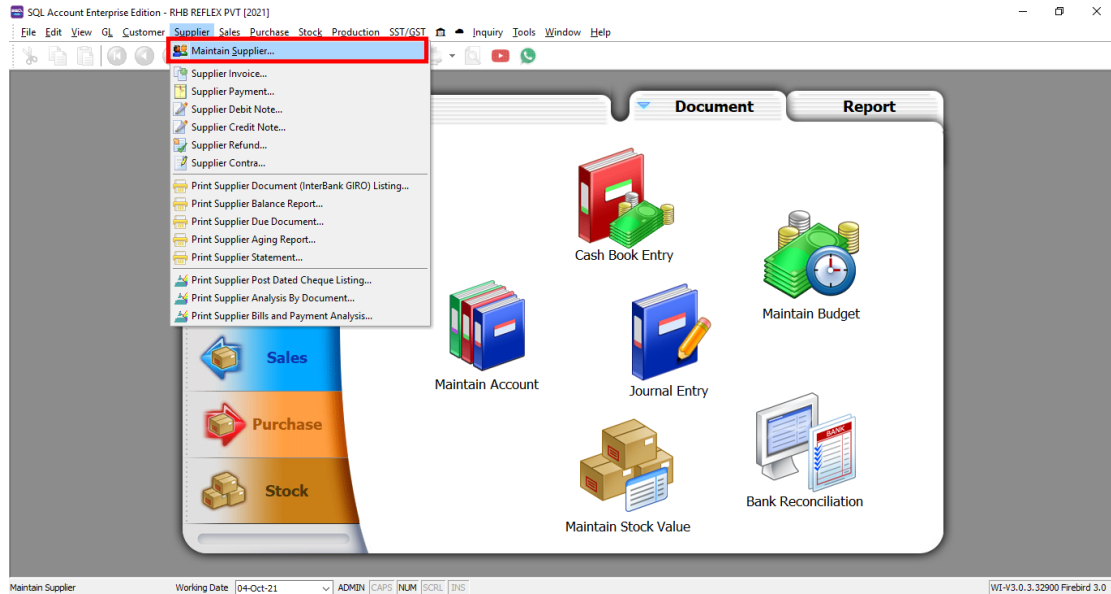 SQL Account Enterprise Edition - RHB REFLEX PVT [2021]
File Edit View GL Customer Supplier Sales Purchase Stock Production SST/GST Inquiry Tools Window Help
Maintain Supplier...
Supplier Invoice...
Supplier Payment...
Supplier Debit Note...
Supplier Credit Note...
Supplier Refund...
Supplier Contra...
Print Supplier Document (InterBank GIRO) Listing...
Print Supplier Balance Report...
Print Supplier Due Document...
Print Supplier Aging Report...
Print Supplier Statement...
Print Supplier Post Dated Cheque Listing...
Print Supplier Analysis By Document...
Print Supplier Bills and Payment Analysis...
Document Report
Cash Book Entry
Maintain Budget
Maintain Account
Journal Entry
BANK
Bank Reconciliation
Maintain Stock Value
Sales
Purchase
Stock
Maintain Supplier Working Date 04-Oct-21 ADMIN CAPS NUM SCRL INS WI-V3.0.3.32900 Firebird 3.0